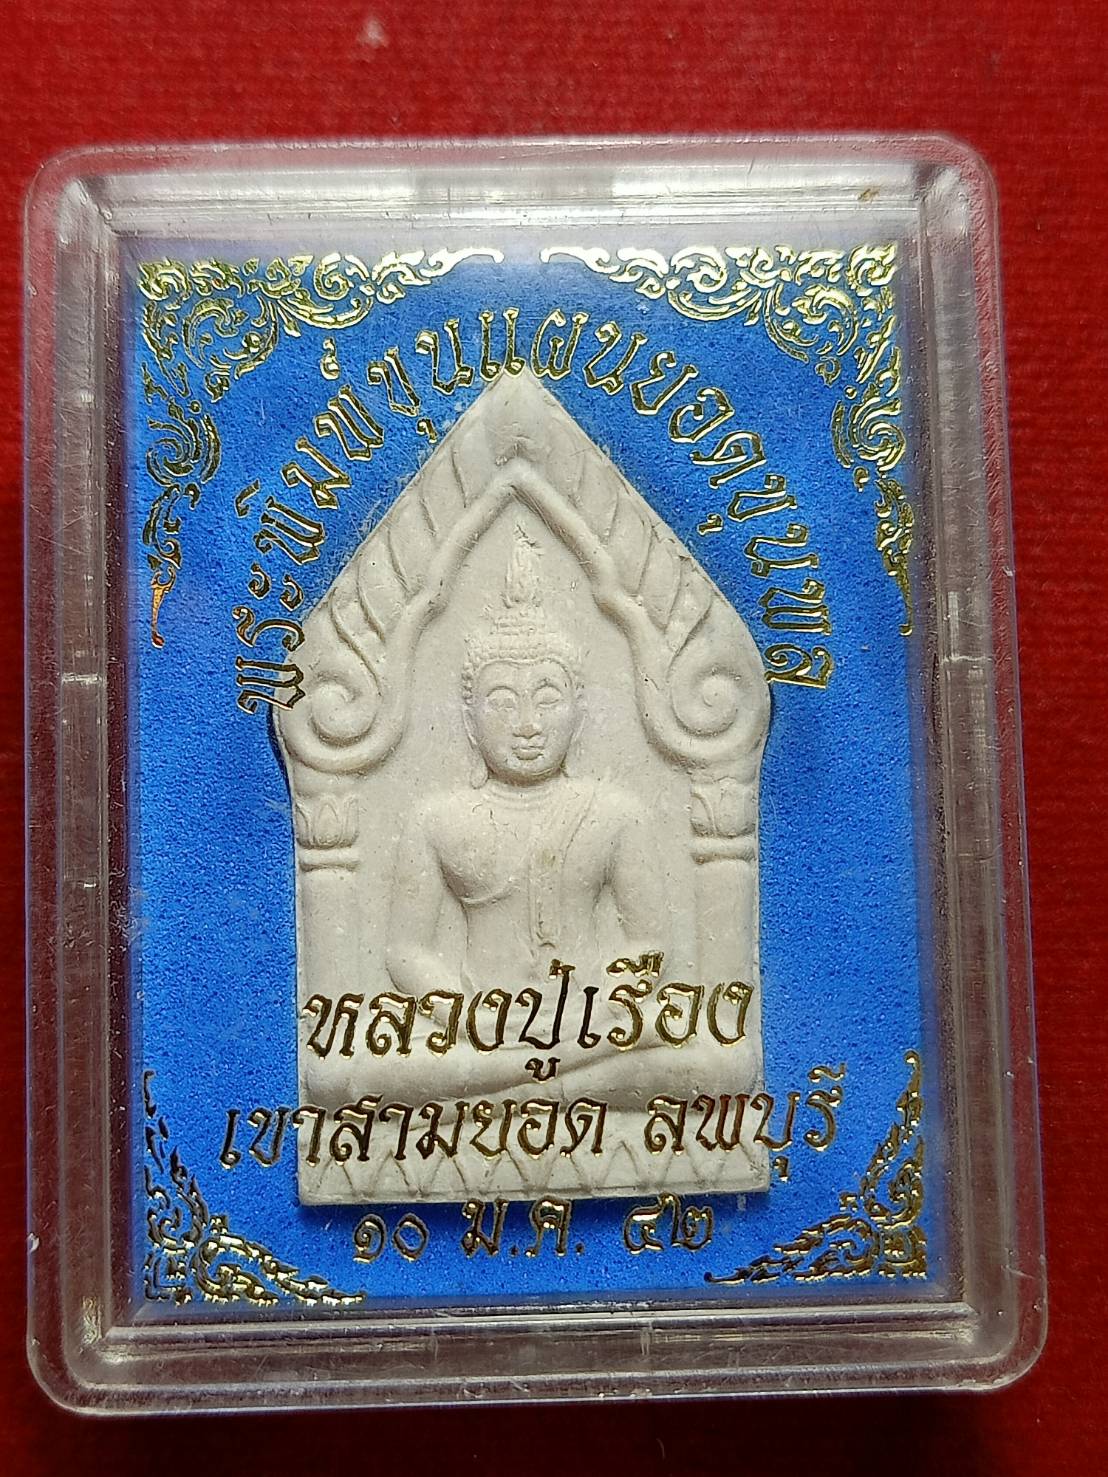 พระพิมพ์ขุนแผนยอดขุนพล
หลวงปู่เรือง
เขาสามยอด ลพบุรี
๑๐ ม.ค. ๔๒